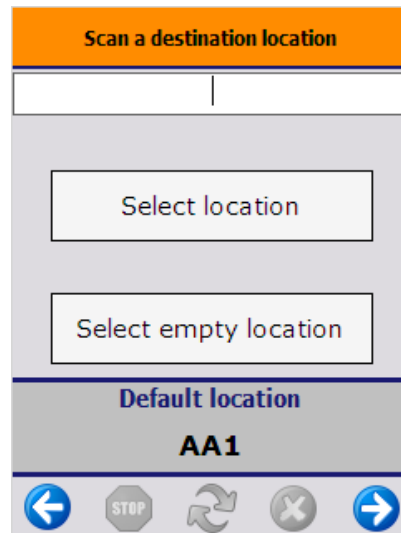 Scan a destination location
Select location
Select empty location
Default location
AA1
STOP